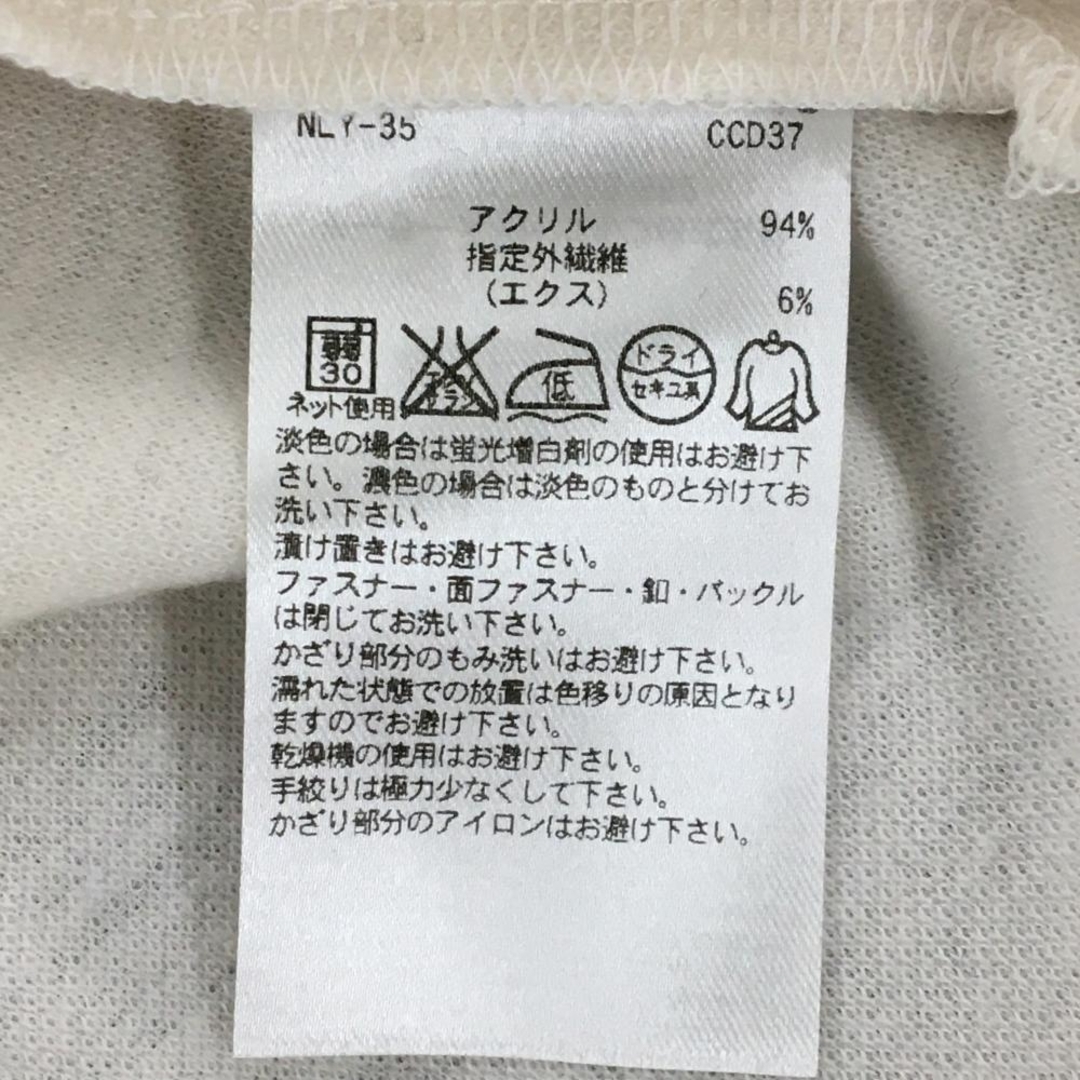 NLY-35 CCD37
アクリル 94%
指定外繊維
(エクス) 6%
弱
30
ネット使用
エンソ
サラシ
低
ドライ
セキユ系
淡色の場合は蛍光増白剤の使用はお避け下
さい。濃色の場合は淡色のものと分けてお
洗い下さい。
漬け置きはお避け下さい。
ファスナー・面ファスナー・釦・バックル
は閉じてお洗い下さい。
かざり部分のもみ洗いはお避け下さい。
濡れた状態での放置は色移りの原因となり
ますのでお避け下さい。
乾燥機の使用はお避け下さい。
手絞りは極力少なくして下さい。
かざり部分のアイロンはお避け下さい。